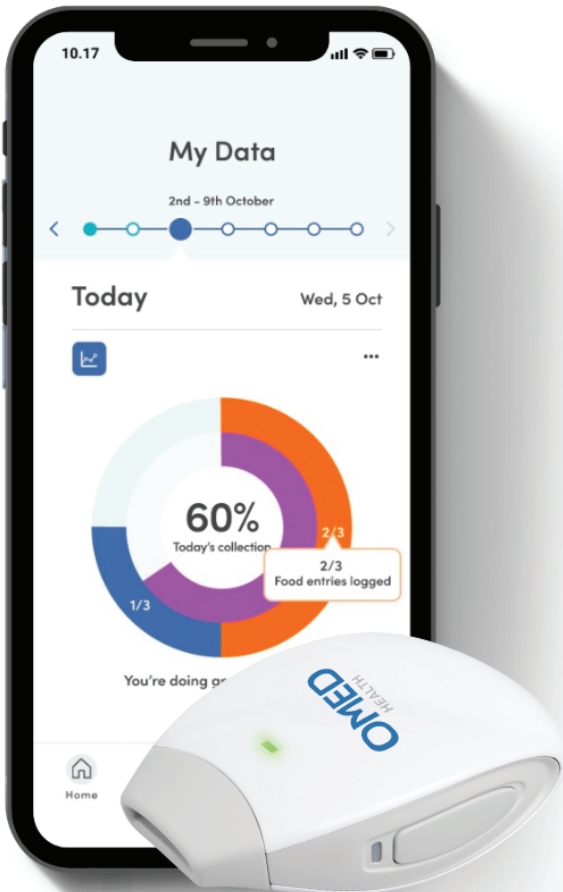 10.17
My Data
2nd - 9th October
Today
Wed, 5 Oct
60%
Today's collection
2/3
2/3
Food entries logged
1/3
You're doing
Home
OMED
HEALTH